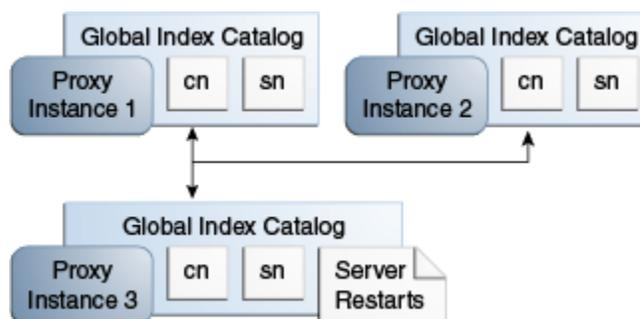 Global Index Catalog
Proxy
Instance 1
cn
sn
Global Index Catalog
Proxy
Instance 2
cn
sn
Global Index Catalog
Proxy
Instance 3
cn
sn
Server
Restarts